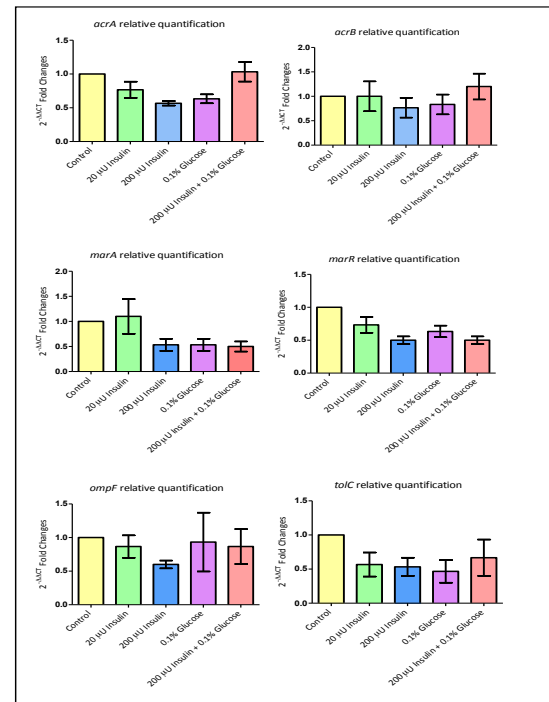 acrA relative quantification
2^-ΔΔCT Fold Changes
1.5
1.0
0.5
0.0
Control
20 µU Insulin
200 µU Insulin
0.1% Glucose
200 µU Insulin + 0.1% Glucose
acrB relative quantification
2^-ΔΔCT Fold Changes
2.0
1.5
1.0
0.5
0.0
Control
20 µU Insulin
200 µU Insulin
0.1% Glucose
200 µU Insulin + 0.1% Glucose
marA relative quantification
2^-ΔΔCT Fold Changes
2.0
1.5
1.0
0.5
0.0
Control
20 µU Insulin
200 µU Insulin
0.1% Glucose
200 µU Insulin + 0.1% Glucose
marR relative quantification
2^-ΔΔCT Fold Changes
1.5
1.0
0.5
0.0
Control
20 µU Insulin
200 µU Insulin
0.1% Glucose
200 µU Insulin + 0.1% Glucose
ompF relative quantification
2^-ΔΔCT Fold Changes
1.5
1.0
0.5
0.0
Control
20 µU Insulin
200 µU Insulin
0.1% Glucose
200 µU Insulin + 0.1% Glucose
tolC relative quantification
2^-ΔΔCT Fold Changes
1.5
1.0
0.5
0.0
Control
20 µU Insulin
200 µU Insulin
0.1% Glucose
200 µU Insulin + 0.1% Glucose